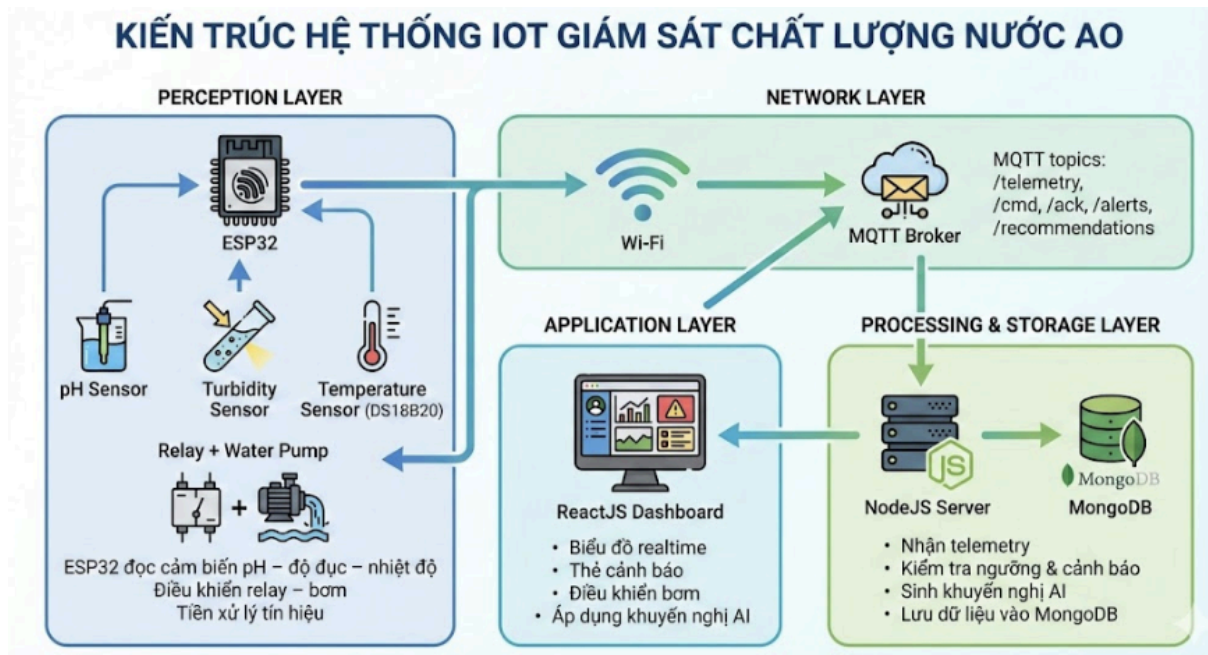 KIẾN TRÚC HỆ THỐNG IOT GIÁM SÁT CHẤT LƯỢNG NƯỚC AO
PERCEPTION LAYER
ESP32
pH Sensor
Turbidity
Sensor
Temperature
Sensor (DS18B20)
Relay + Water Pump
+
ESP32 đọc cảm biến pH – độ đục – nhiệt độ
Điều khiển relay – bơm
Tiền xử lý tín hiệu
NETWORK LAYER
Wi-Fi
MQTT Broker
MQTT topics:
/telemetry,
/cmd, /ack, /alerts,
/recommendations
APPLICATION LAYER
ReactJS Dashboard
• Biểu đồ realtime
• Thẻ cảnh báo
• Điều khiển bơm
• Áp dụng khuyến nghị AI
PROCESSING & STORAGE LAYER
JS
NodeJS Server
MongoDB
MongoDB
• Nhận telemetry
• Kiểm tra ngưỡng & cảnh báo
• Sinh khuyến nghị AI
• Lưu dữ liệu vào MongoDB